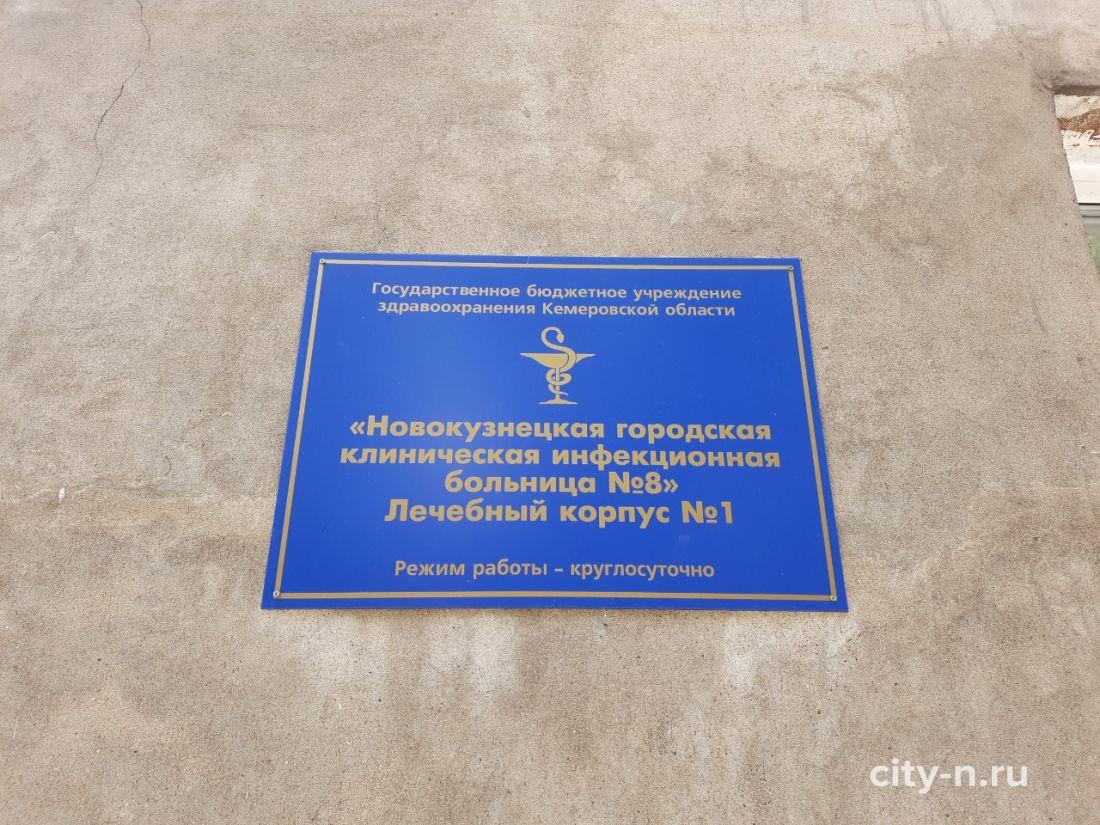 Государственное бюджетное учреждение
здравоохранения Кемеровской области
«Новокузнецкая городская
клиническая инфекционная
больница №8»
Лечебный корпус №1
Режим работы – круглосуточно
city-n.ru